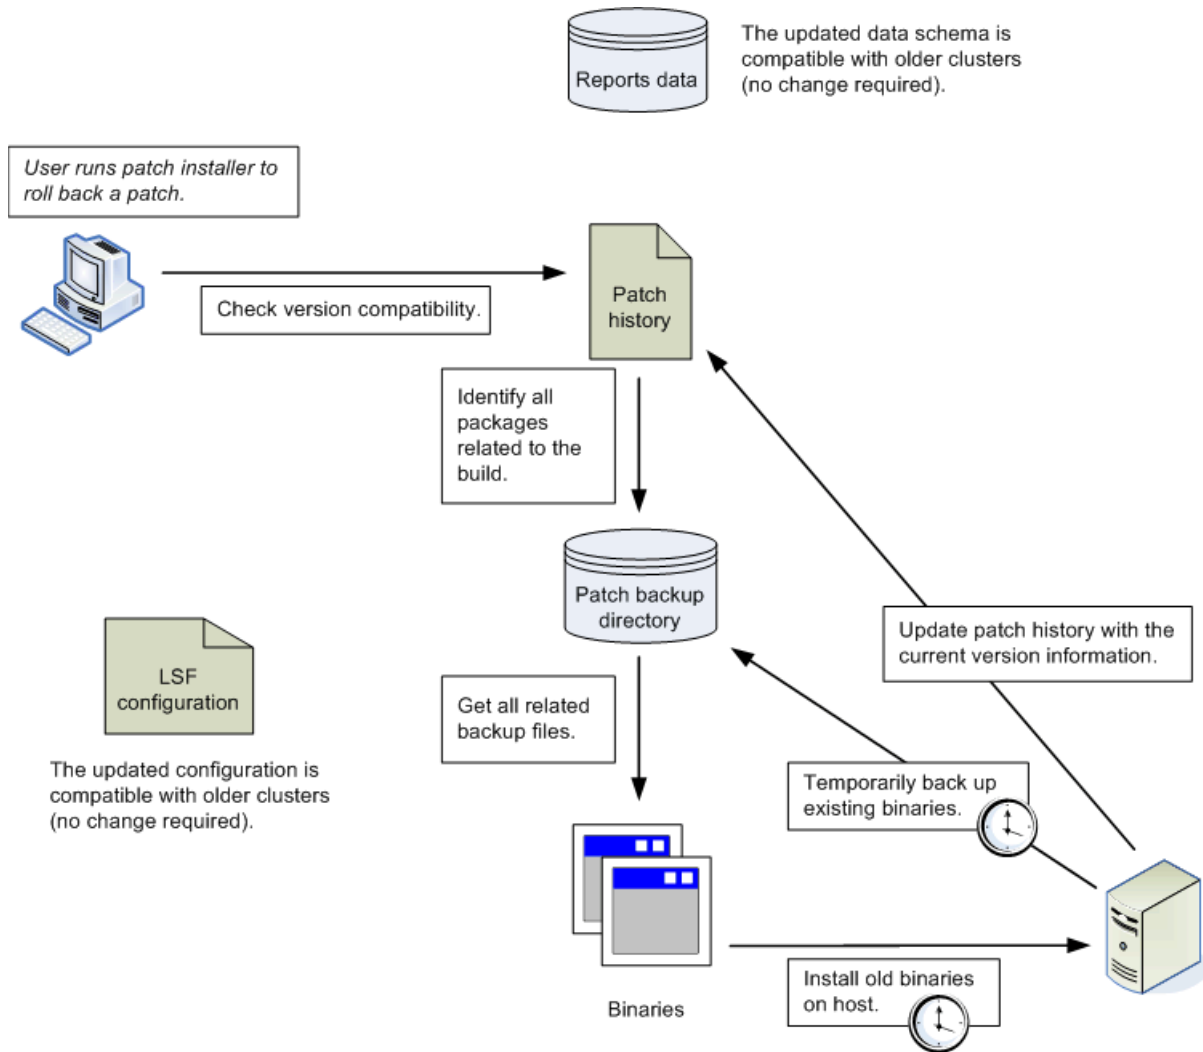 Reports data
The updated data schema is
compatible with older clusters
(no change required).
User runs patch installer to
roll back a patch.
Check version compatibility.
Patch
history
Identify all
packages
related to the
build.
Patch backup
directory
Update patch history with the
current version information.
LSF
configuration
The updated configuration is
compatible with older clusters
(no change required).
Get all related
backup files.
Temporarily back up
existing binaries.
Binaries
Install old binaries
on host.